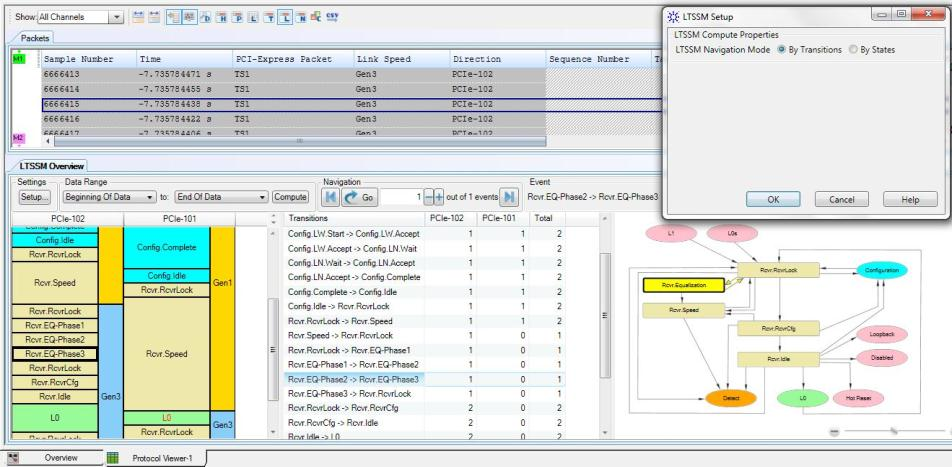 Show: All Channels
CSV
LTSSM Setup
LTSSM Compute Properties
LTSSM Navigation Mode By Transitions By States
OK Cancel Help
Packets
M1
M2
Sample Number Time PCI-Express Packet Link Speed Direction Sequence Number
6666413 -7.735784471 s TS1 Gen3 PCIe-102
6666414 -7.735784455 s TS1 Gen3 PCIe-102
6666415 -7.735784438 s TS1 Gen3 PCIe-102
6666416 -7.735784422 s TS1 Gen3 PCIe-102
6666417 -7.735784406 s TS1 Gen3 PCIe-102
LTSSM Overview
Settings Data Range Navigation Event
Setup... Beginning Of Data to: End Of Data Compute Go 1 out of 1 events Rcvr.EQ-Phase2 -> Rcvr.EQ-Phase3
PCIe-102 PCIe-101
Config.Complete
Config.Idle
Rcvr.RcvrLock
Rcvr.Speed
Rcvr.RcvrLock
Rcvr.EQ-Phase1
Rcvr.EQ-Phase2
Rcvr.EQ-Phase3
Rcvr.RcvrLock
Rcvr.RcvrCfg
Rcvr.Idle
L0
Rcvr.RcvrLock
Gen3
Config.Complete
Config.Idle
Rcvr.RcvrLock
Rcvr.Speed
L0
Rcvr.RcvrLock
Gen1
Gen3
Transitions PCIe-102 PCIe-101 Total
Config.LW.Start -> Config.LW.Accept 1 1 2
Config.LW.Accept -> Config.LN.Wait 1 1 2
Config.LN.Wait -> Config.LN.Accept 1 1 2
Config.LN.Accept -> Config.Complete 1 1 2
Config.Complete -> Config.Idle 1 1 2
Config.Idle -> Rcvr.RcvrLock 1 1 2
Rcvr.RcvrLock -> Rcvr.Speed 1 1 2
Rcvr.Speed -> Rcvr.RcvrLock 1 0 1
Rcvr.RcvrLock -> Rcvr.EQ-Phase1 1 0 1
Rcvr.EQ-Phase1 -> Rcvr.EQ-Phase2 1 0 1
Rcvr.EQ-Phase2 -> Rcvr.EQ-Phase3 1 0 1
Rcvr.EQ-Phase3 -> Rcvr.RcvrLock 1 0 1
Rcvr.RcvrLock -> Rcvr.RcvrCfg 2 0 2
Rcvr.RcvrCfg -> Rcvr.Idle 2 0 2
Rcvr.Idle -> L0 2 0 2
L1 L0s
Rcvr.RcvrLock Configuration
Rcvr.Equalization
Rcvr.Speed
Rcvr.RcvrCfg
Loopback
Rcvr.Idle Disabled
Detect L0 Hot Reset
Overview Protocol Viewer-1